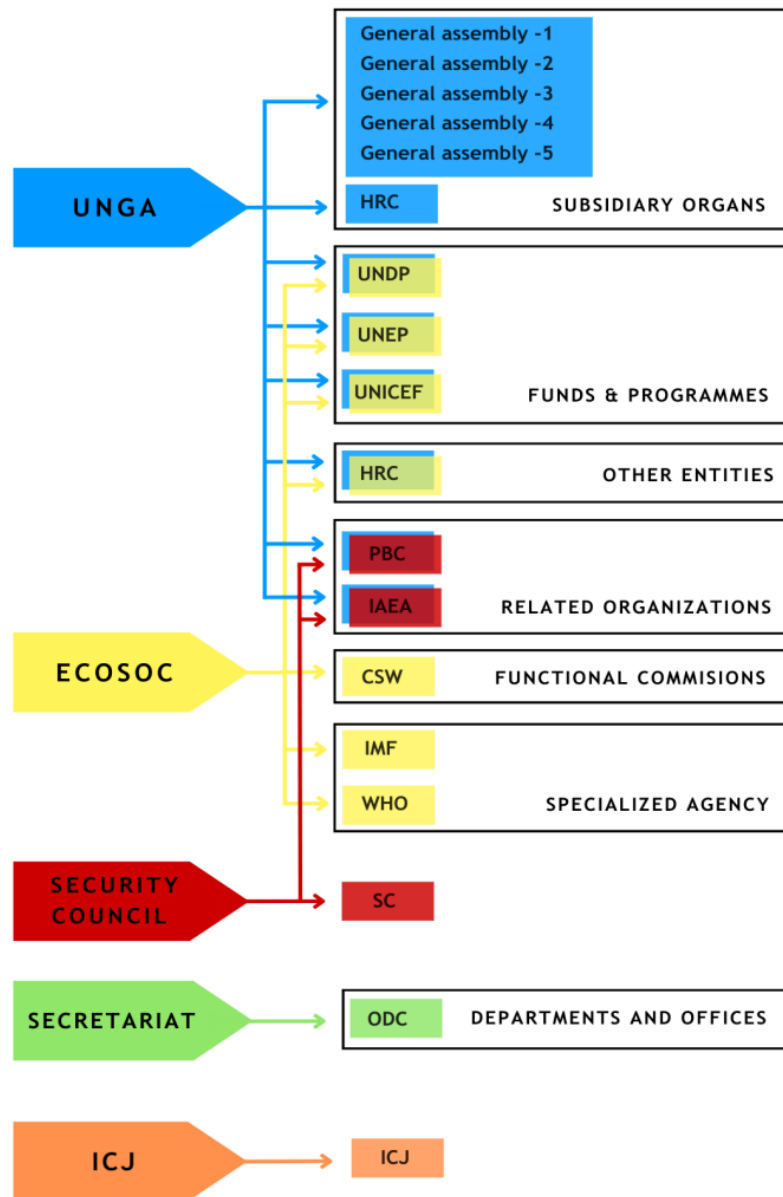 General assembly -1
General assembly -2
General assembly -3
General assembly -4
General assembly -5
UNGA
HRC
SUBSIDIARY ORGANS
UNDP
UNEP
UNICEF
FUNDS & PROGRAMMES
HRC
OTHER ENTITIES
PBC
IAEA
RELATED ORGANIZATIONS
ECOSOC
CSW
FUNCTIONAL COMMISIONS
IMF
WHO
SPECIALIZED AGENCY
SECURITY
COUNCIL
SC
SECRETARIAT
ODC
DEPARTMENTS AND OFFICES
ICJ
ICJ